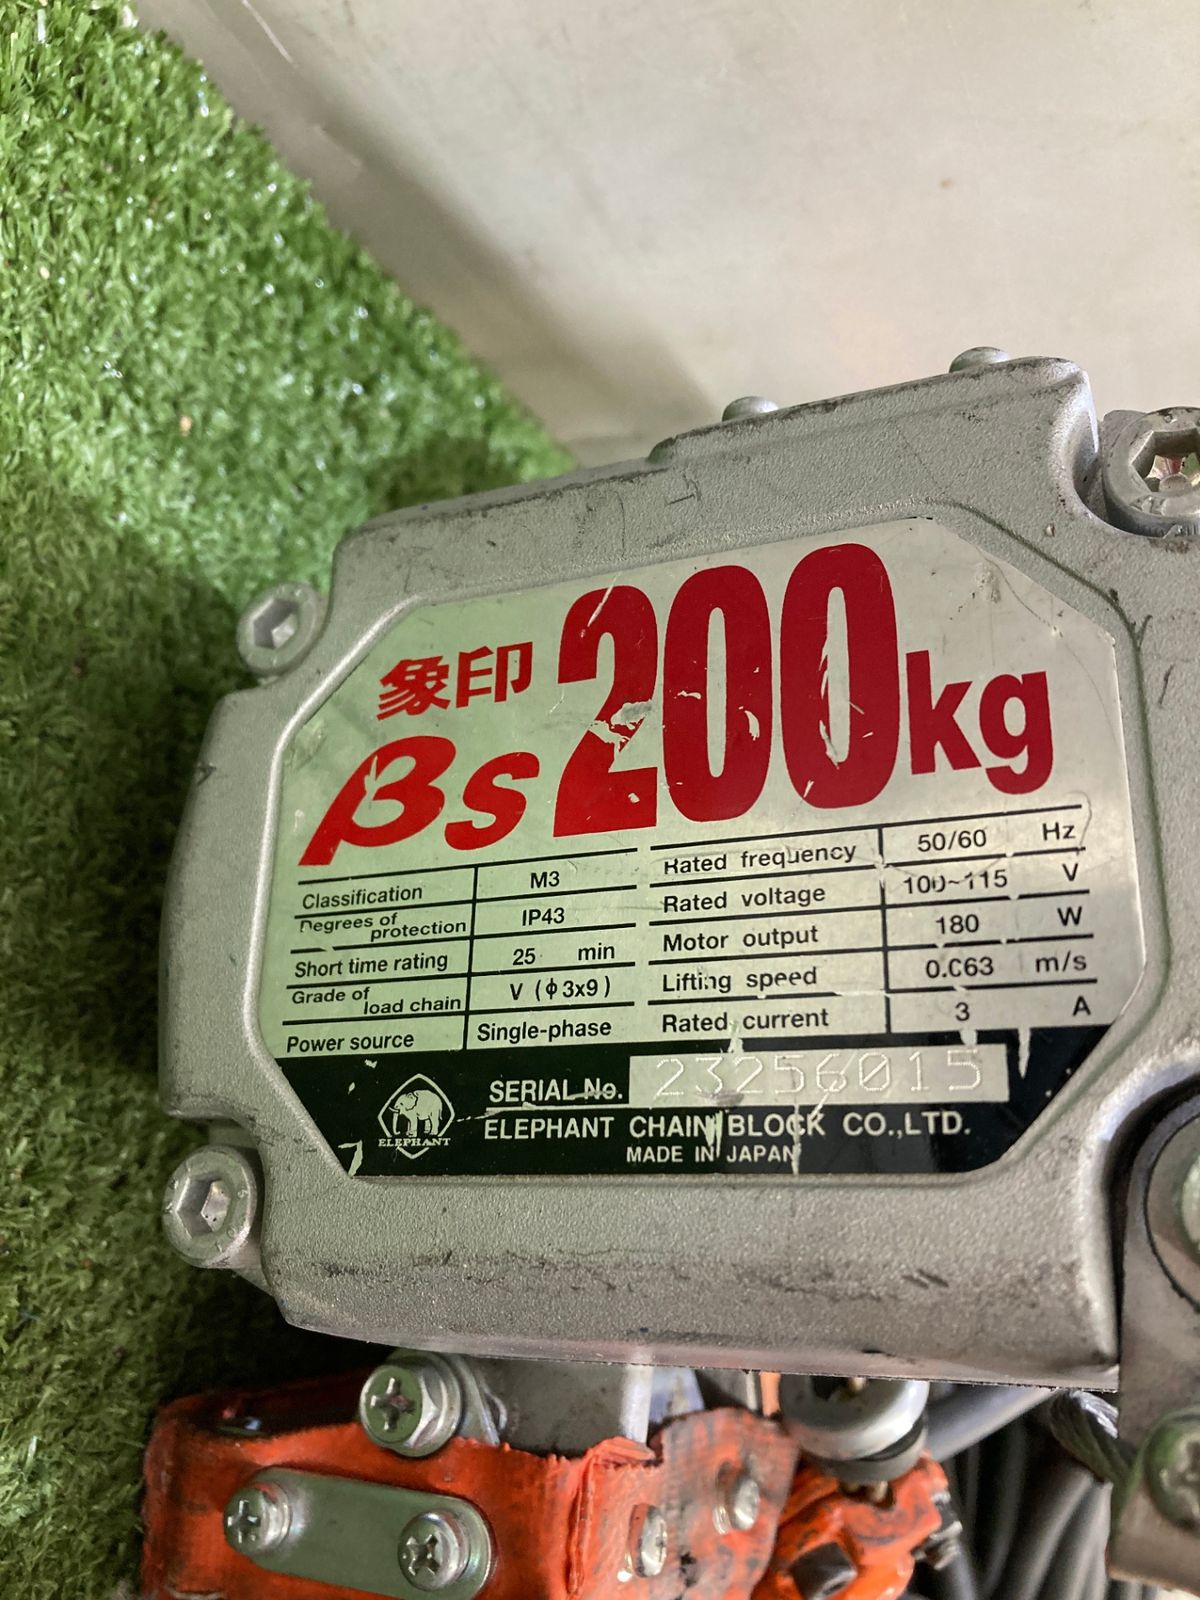 象印
βs 200kg
Classification M3
Degrees of protection IP43
Short time rating 25 min
Grade of load chain V (φ3x9)
Power source Single-phase
Rated frequency 50/60 Hz
Rated voltage 100~115 V
Motor output 180 W
Lifting speed 0.063 m/s
Rated current 3 A
ELEPHANT
SERIAL No. 23256015
ELEPHANT CHAIN BLOCK CO.,LTD.
MADE IN JAPAN